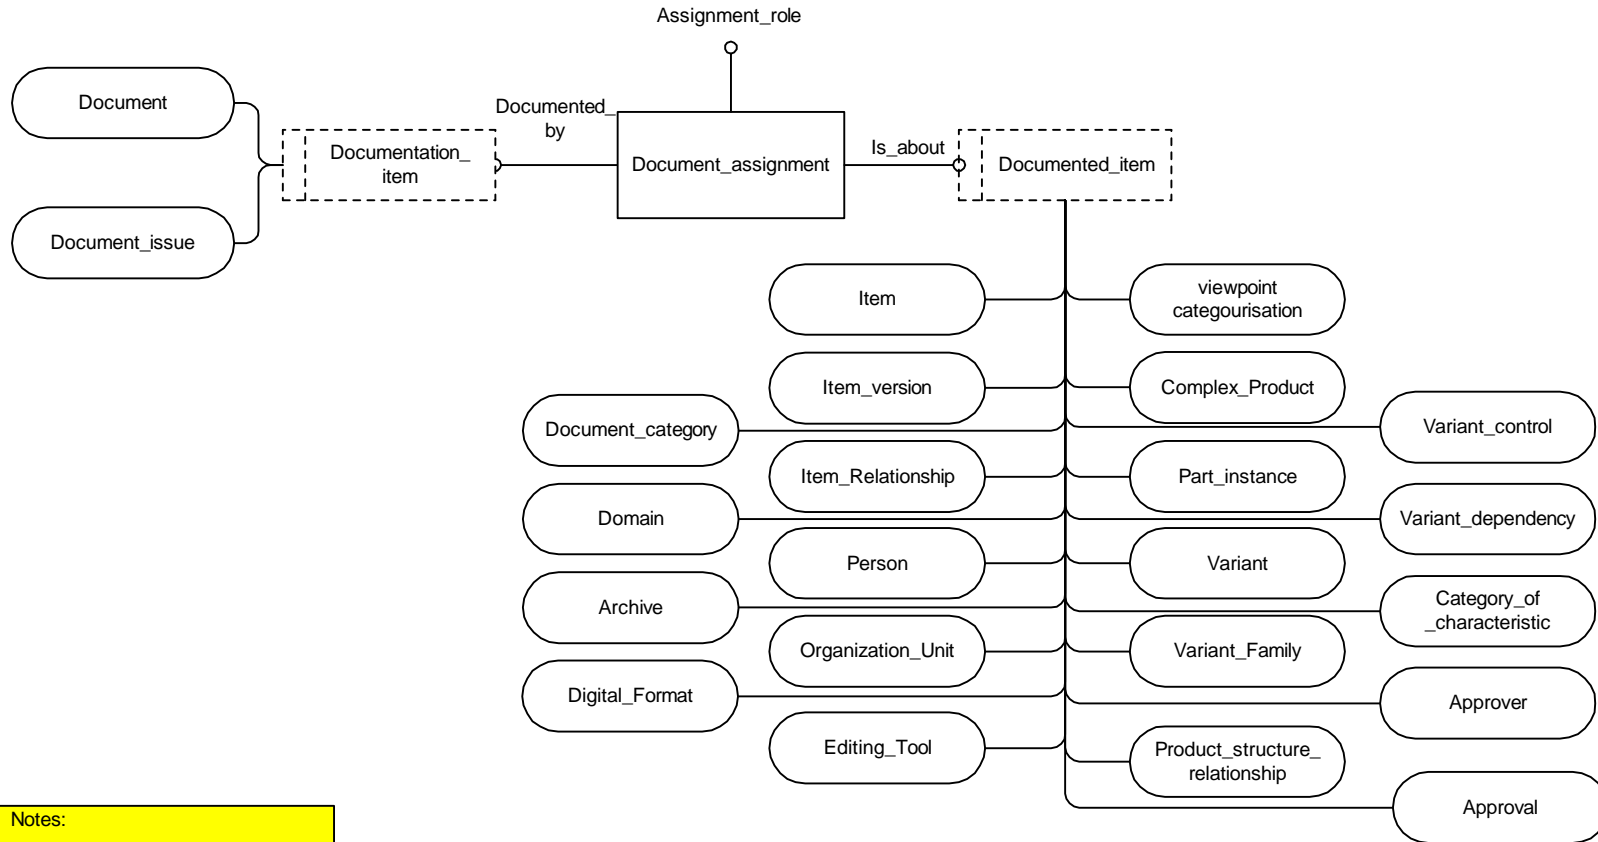 Assignment_role
Document
Documented_
by
Documentation_
item
Document_assignment
Is_about
Documented_item
Document_issue
Item
viewpoint
categourisation
Item_version
Complex_Product
Document_category
Variant_control
Item_Relationship
Part_instance
Domain
Variant_dependency
Person
Variant
Archive
Category_of
_characteristic
Organization_Unit
Variant_Family
Digital_Format
Approver
Editing_Tool
Product_structure_
relationship
Approval
Notes: